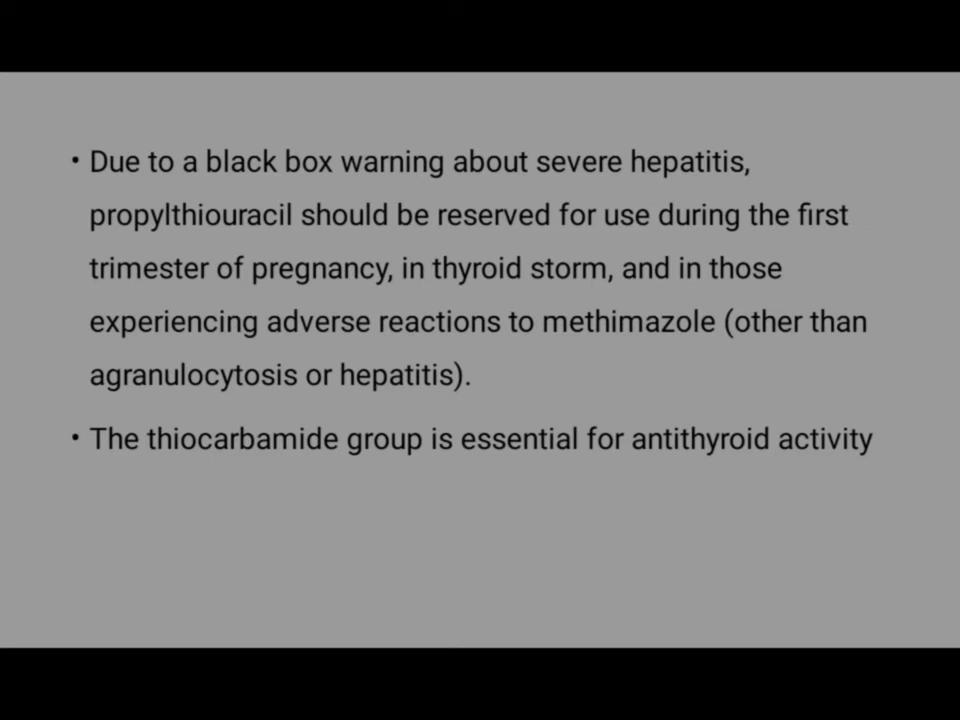 • Due to a black box warning about severe hepatitis,
propylthiouracil should be reserved for use during the first
trimester of pregnancy, in thyroid storm, and in those
experiencing adverse reactions to methimazole (other than
agranulocytosis or hepatitis).
• The thiocarbamide group is essential for antithyroid activity